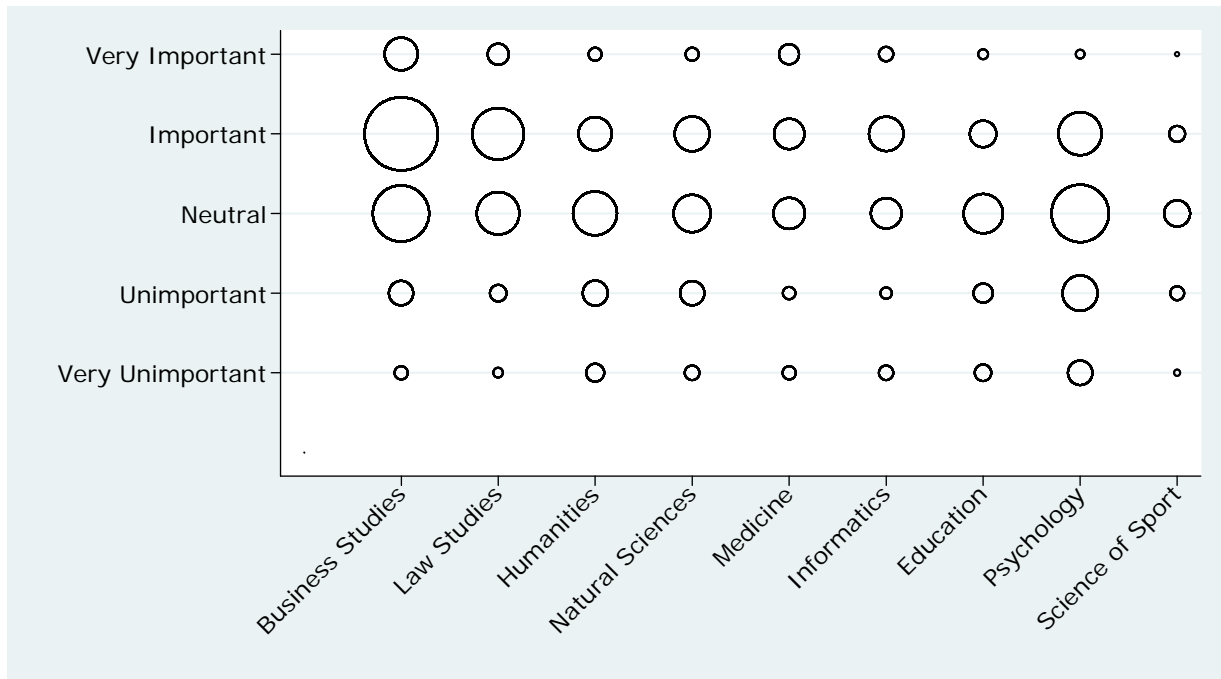 Very Important
Important
Neutral
Unimportant
Very Unimportant
Business Studies
Law Studies
Humanities
Natural Sciences
Medicine
Informatics
Education
Psychology
Science of Sport